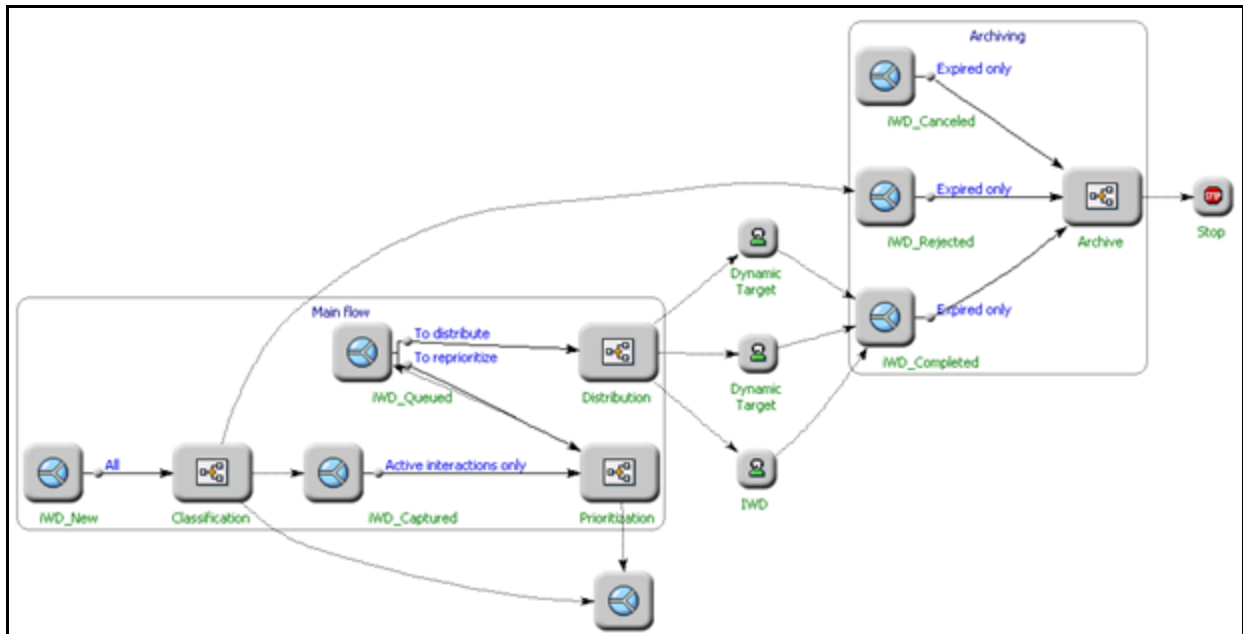 Archiving
Expired only
iWD_Canceled
Expired only
iWD_Rejected
Archive
Stop
Dynamic
Target
Expired only
iWD_Completed
Main flow
To distribute
To reprioritize
iWD_Queued
Distribution
Dynamic
Target
All
Active interactions only
iWD_New
Classification
iWD_Captured
Prioritization
IWD
STOP